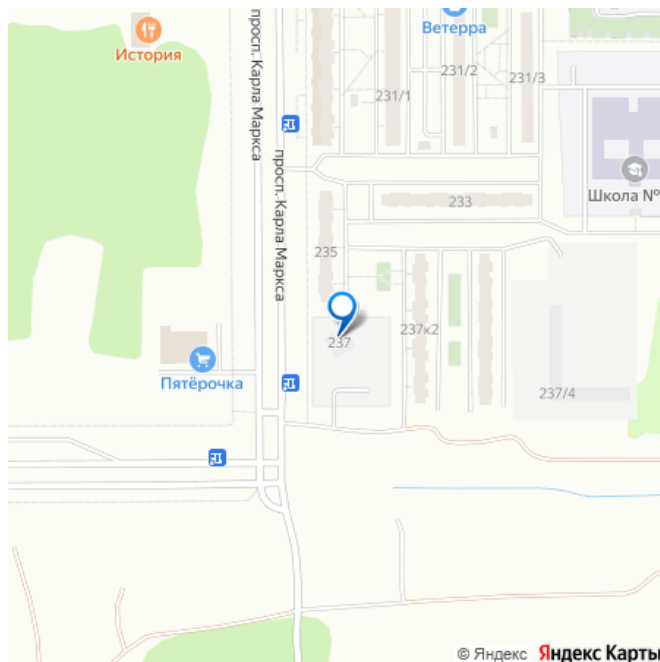 История
просп. Карла Маркса
просп. Карла Маркса
Ветерра
231/1
231/2
231/3
Школа №
233
235
237
237к2
237/4
Пятёрочка
© Яндекс Яндекс Карты